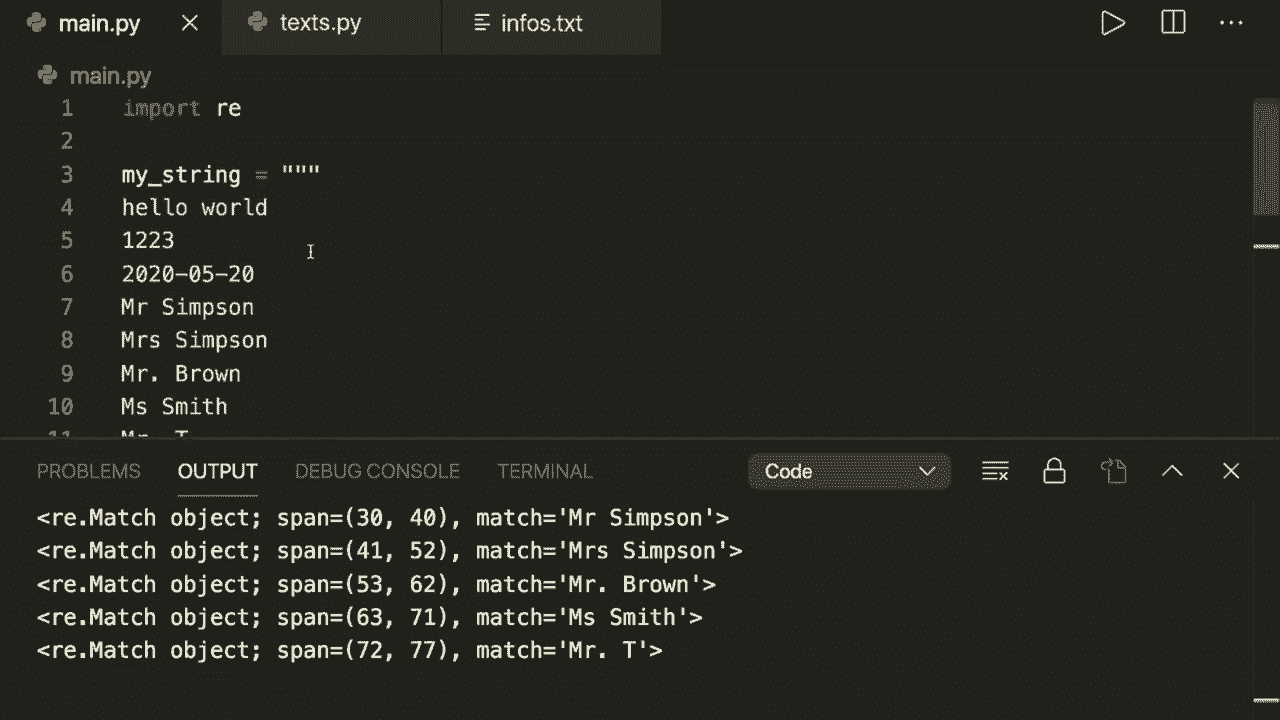 main.py texts.py infos.txt
main.py
1 import re
2
3 my_string = """
4 hello world
5 1223
6 2020-05-20
7 Mr Simpson
8 Mrs Simpson
9 Mr. Brown
10 Ms Smith
11 Mr. T
PROBLEMS OUTPUT DEBUG CONSOLE TERMINAL Code
<re.Match object; span=(30, 40), match='Mr Simpson'>
<re.Match object; span=(41, 52), match='Mrs Simpson'>
<re.Match object; span=(53, 62), match='Mr. Brown'>
<re.Match object; span=(63, 71), match='Ms Smith'>
<re.Match object; span=(72, 77), match='Mr. T'>